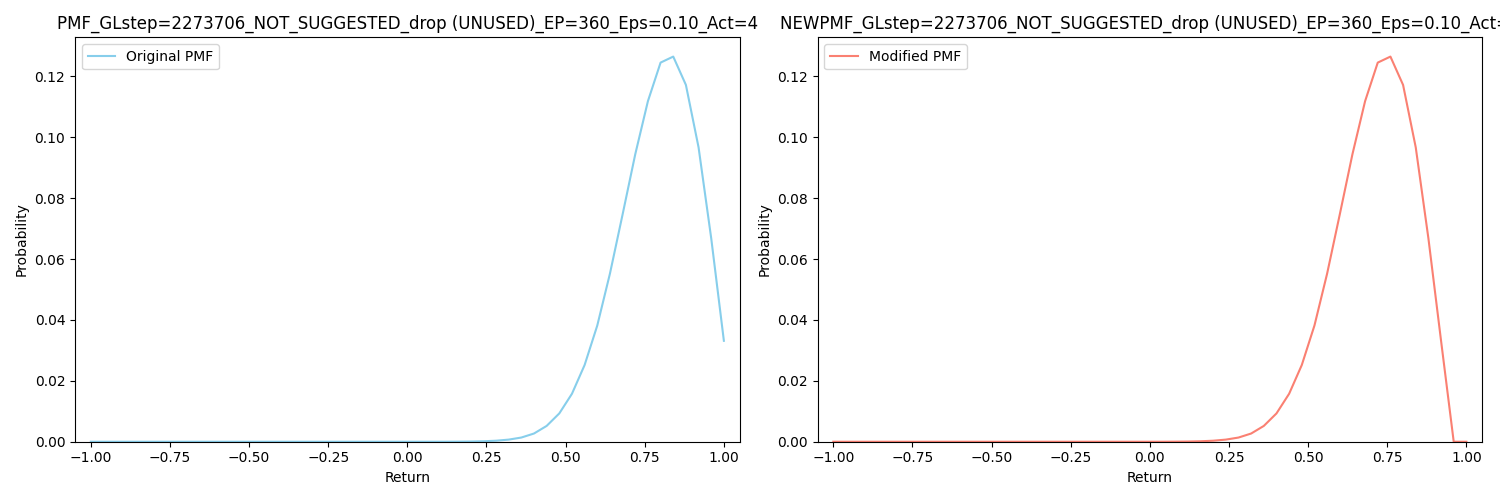 PMF_GLstep=2273706_NOT_SUGGESTED_drop (UNUSED)_EP=360_Eps=0.10_Act=4
Original PMF
Probability
0.12
0.10
0.08
0.06
0.04
0.02
0.00
−1.00 −0.75 −0.50 −0.25 0.00 0.25 0.50 0.75 1.00
Return
NEWPMF_GLstep=2273706_NOT_SUGGESTED_drop (UNUSED)_EP=360_Eps=0.10_Act=
Modified PMF
Probability
0.12
0.10
0.08
0.06
0.04
0.02
0.00
−1.00 −0.75 −0.50 −0.25 0.00 0.25 0.50 0.75 1.00
Return